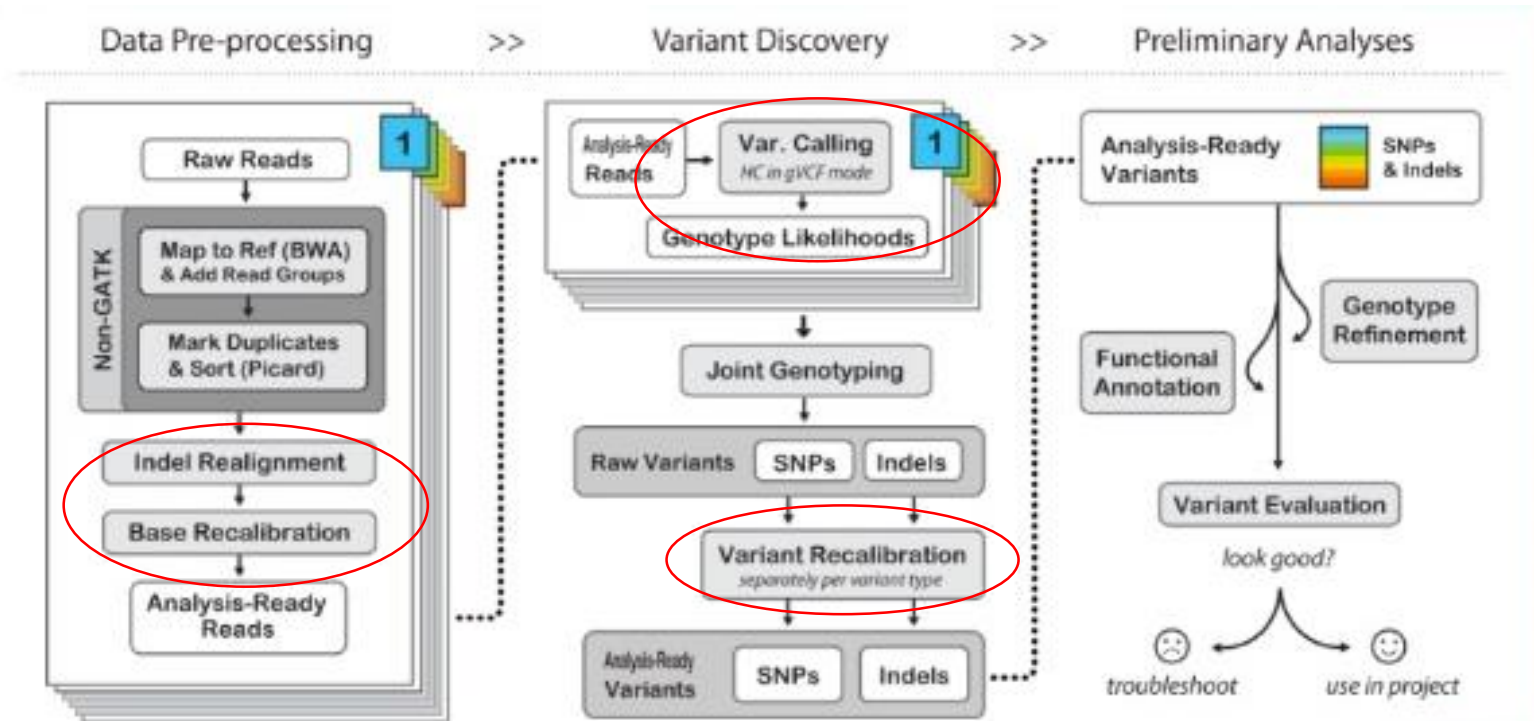 Data Pre-processing >> Variant Discovery >> Preliminary Analyses
1
Raw Reads
Non-GATK
Map to Ref (BWA)
& Add Read Groups
Mark Duplicates
& Sort (Picard)
Indel Realignment
Base Recalibration
Analysis-Ready
Reads
1
Analysis-Ready
Reads
Var. Calling
HC in gVCF mode
Genotype Likelihoods
Joint Genotyping
Raw Variants SNPs Indels
Variant Recalibration
separately per variant type
Analysis-Ready
Variants
SNPs Indels
Analysis-Ready
Variants
SNPs
& Indels
Genotype
Refinement
Functional
Annotation
Variant Evaluation
look good?
troubleshoot use in project